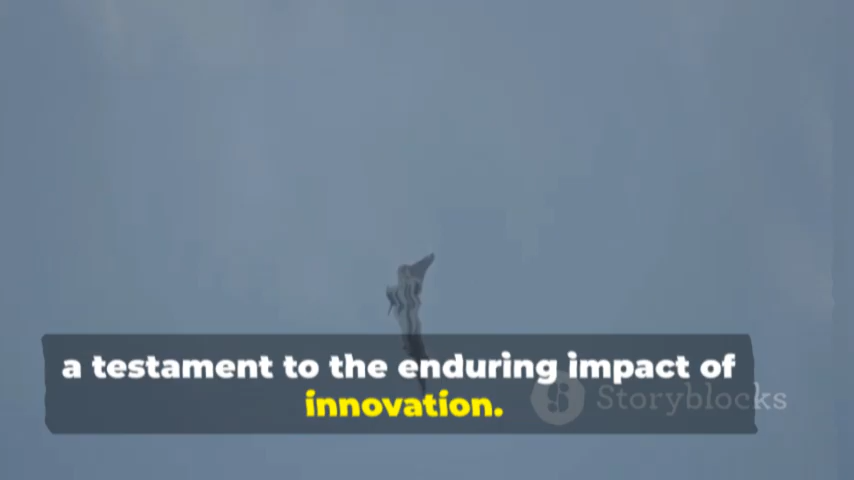 a testament to the enduring impact of
innovation.
Storyblocks